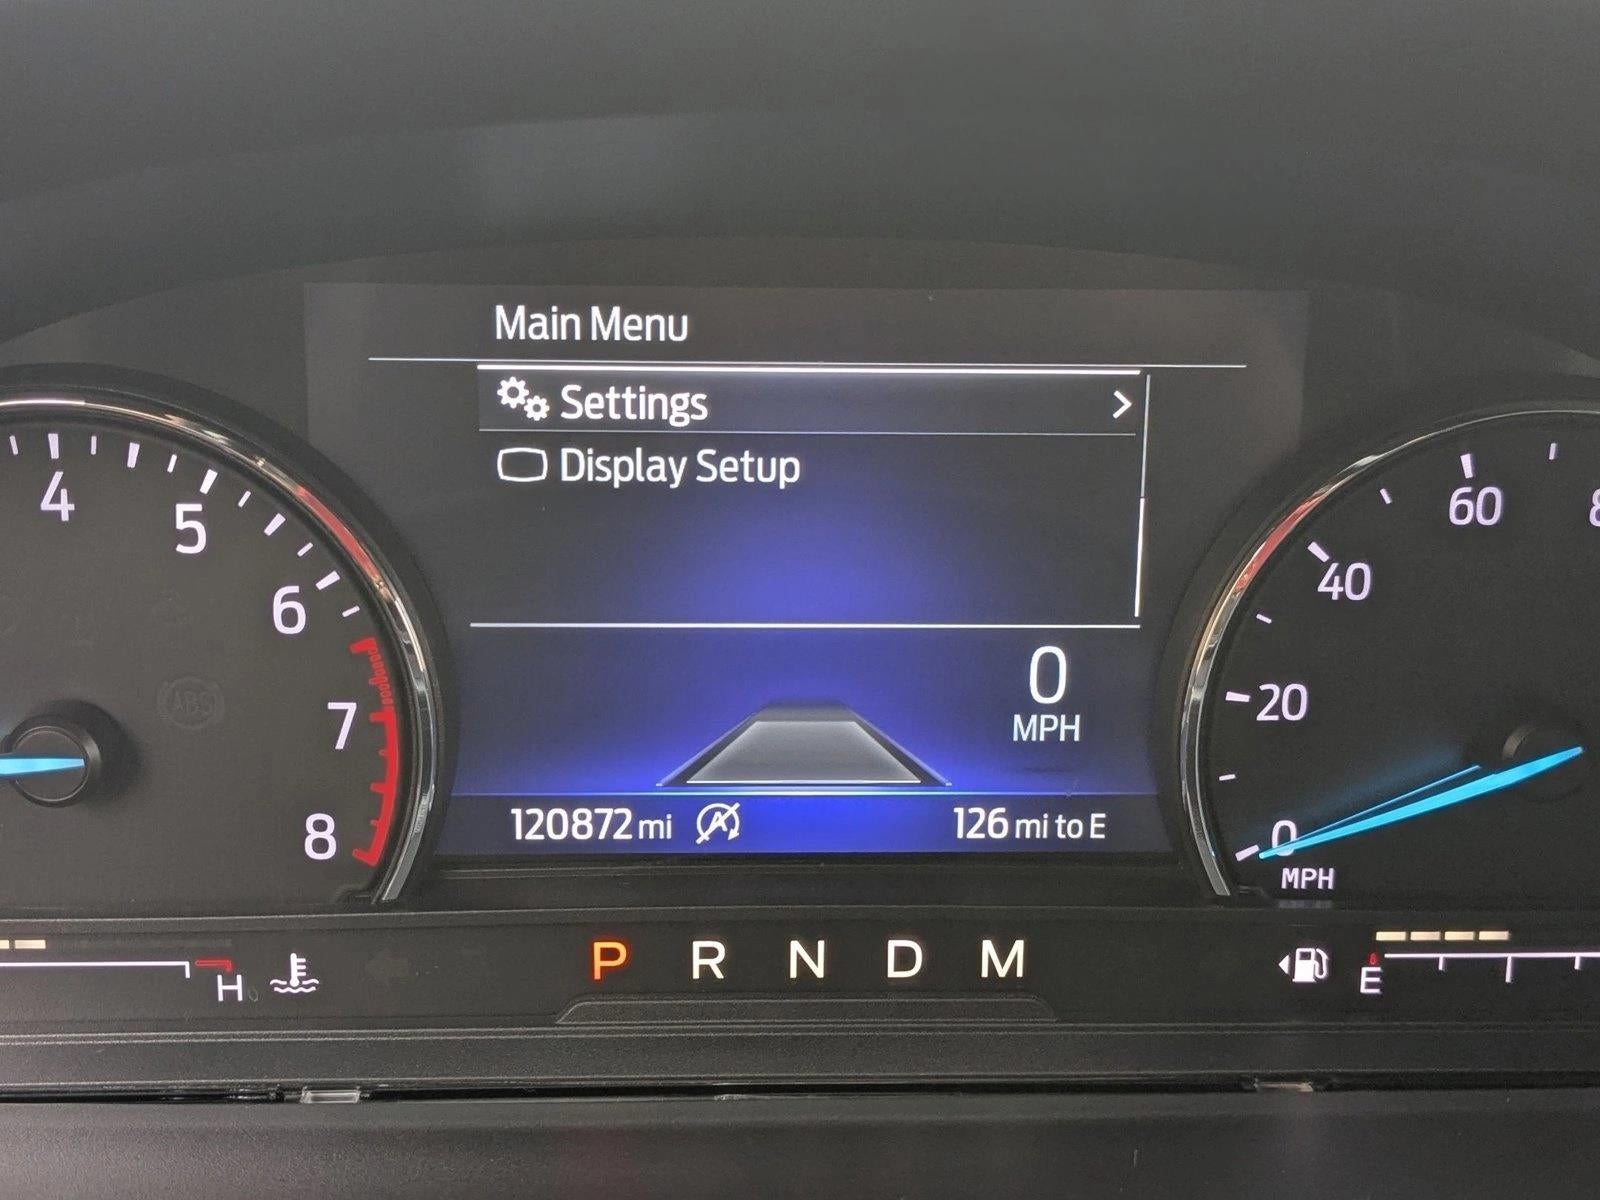 Main Menu
Settings
Display Setup
4
5
6
7
8
ABS
60
40
20
0
MPH
0
MPH
120872 mi
A
126 mi to E
H
P R N D M
E